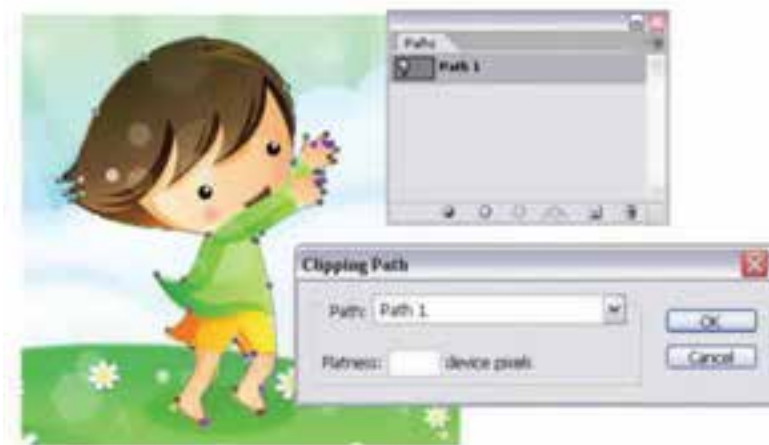 Paths
Path 1
Clipping Path
Path: Path 1
OK
Flatness: device pixels
Cancel